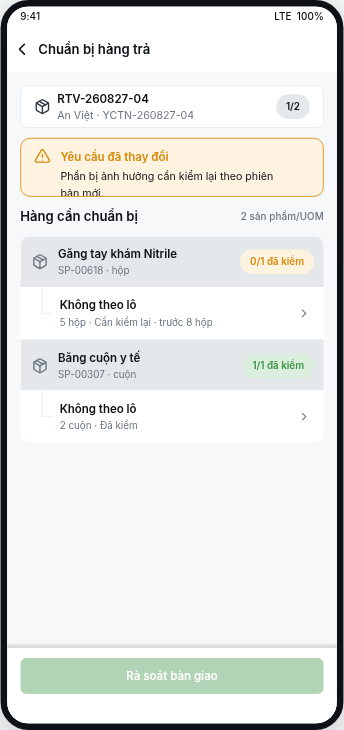 9:41 LTE 100%
Chuẩn bị hàng trả
RTV-260827-04
An Việt · YCTN-260827-04
1/2
Yêu cầu đã thay đổi
Phần bị ảnh hưởng cần kiểm lại theo phiên
bản mới.
Hàng cần chuẩn bị
2 sản phẩm/UOM
Găng tay khám Nitrile
SP-00618 · hộp
0/1 đã kiểm
Không theo lô
5 hộp · Cần kiểm lại · trước 8 hộp
Băng cuộn y tế
SP-00307 · cuộn
1/1 đã kiểm
Không theo lô
2 cuộn · Đã kiểm
Rà soát bàn giao